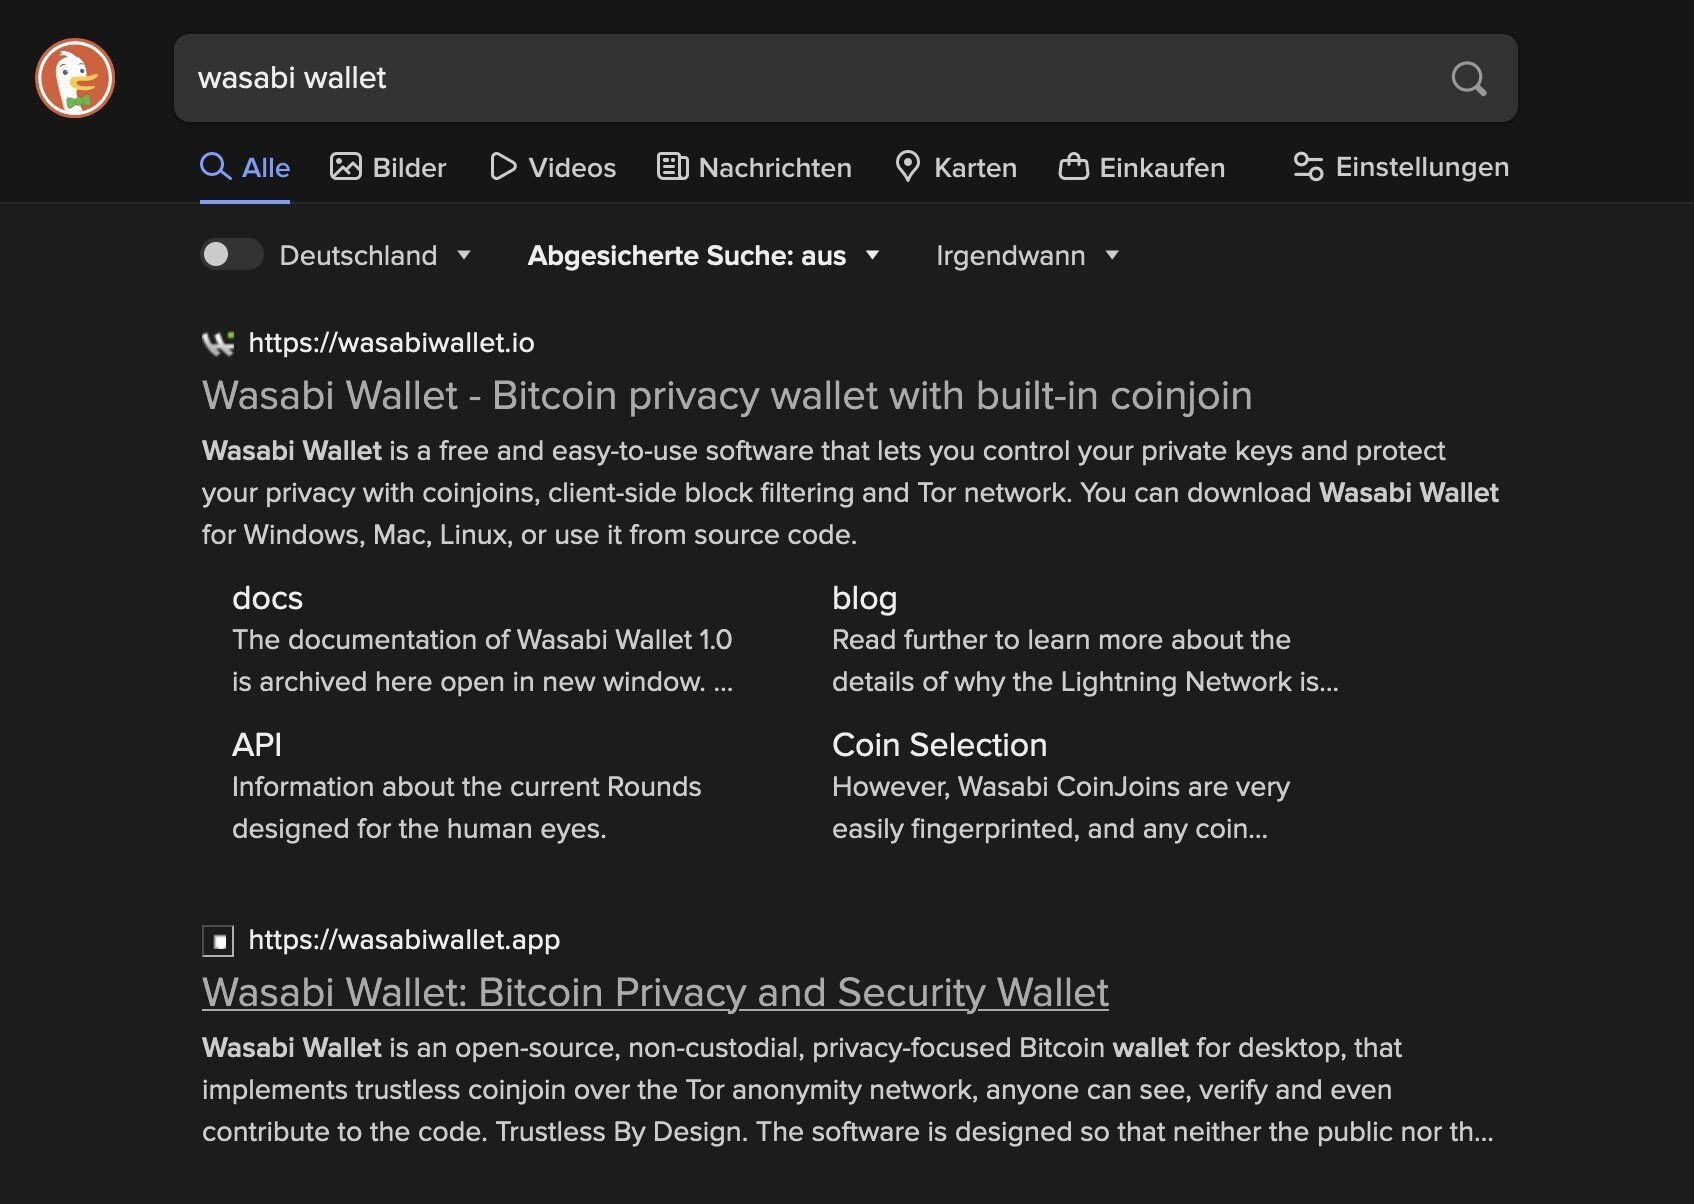 wasabi wallet
Alle Bilder Videos Nachrichten Karten Einkaufen Einstellungen
Deutschland Abgesicherte Suche: aus Irgendwann
https://wasabiwallet.io
Wasabi Wallet - Bitcoin privacy wallet with built-in coinjoin
Wasabi Wallet is a free and easy-to-use software that lets you control your private keys and protect
your privacy with coinjoins, client-side block filtering and Tor network. You can download Wasabi Wallet
for Windows, Mac, Linux, or use it from source code.
docs
The documentation of Wasabi Wallet 1.0
is archived here open in new window. ...
blog
Read further to learn more about the
details of why the Lightning Network is...
API
Information about the current Rounds
designed for the human eyes.
Coin Selection
However, Wasabi CoinJoins are very
easily fingerprinted, and any coin...
https://wasabiwallet.app
Wasabi Wallet: Bitcoin Privacy and Security Wallet
Wasabi Wallet is an open-source, non-custodial, privacy-focused Bitcoin wallet for desktop, that
implements trustless coinjoin over the Tor anonymity network, anyone can see, verify and even
contribute to the code. Trustless By Design. The software is designed so that neither the public nor th...